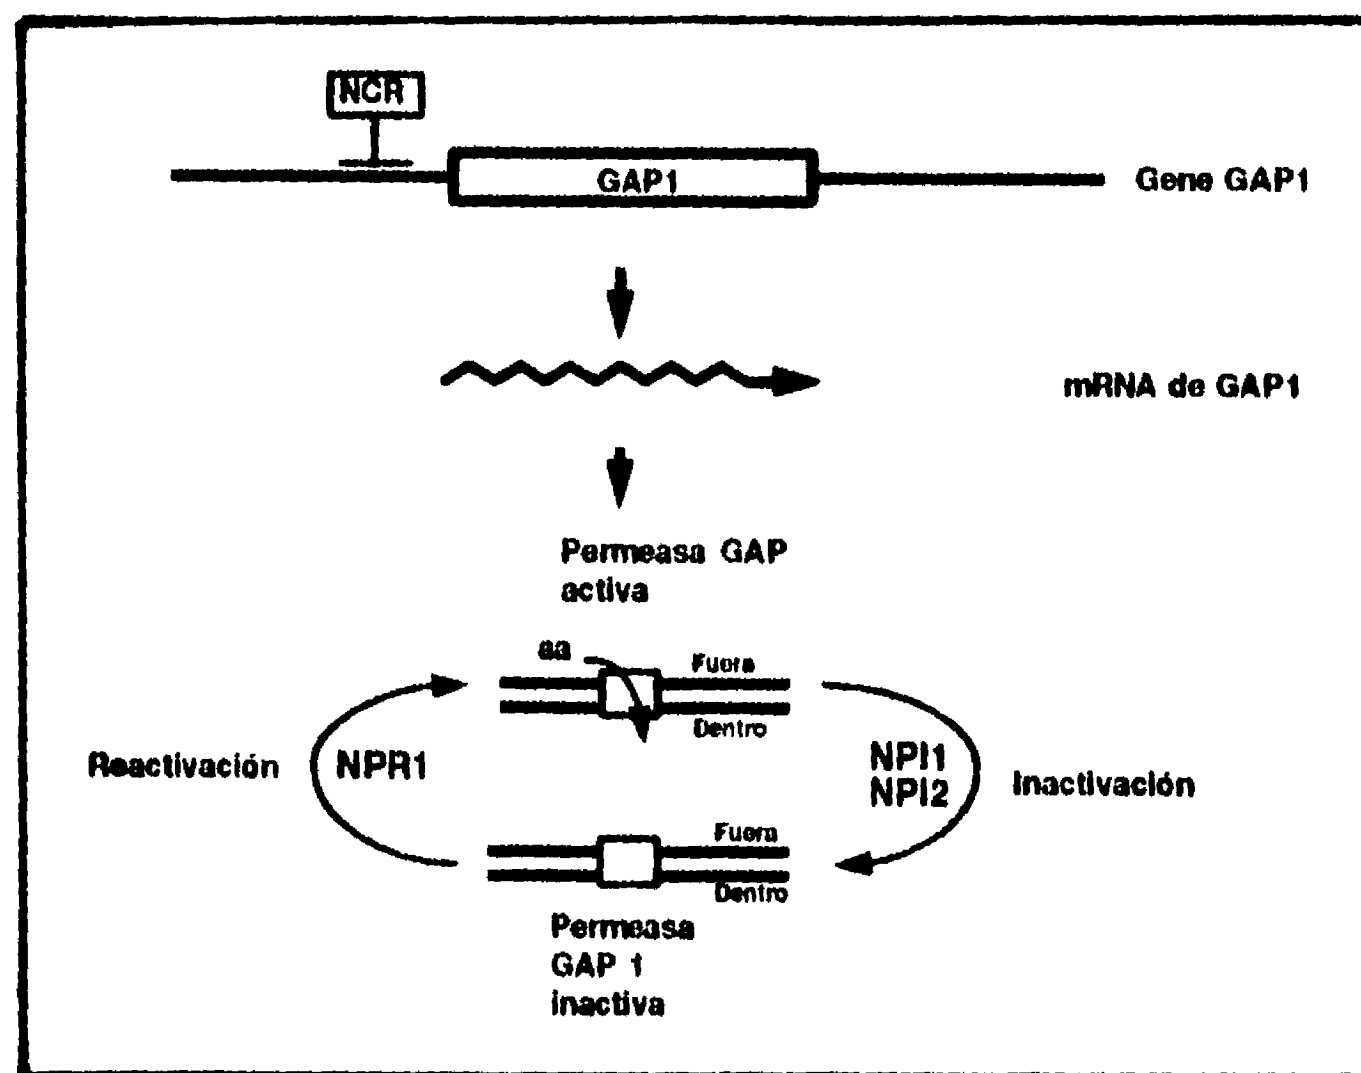 NCR
GAP1
Gene GAP1
mRNA de GAP1
Permeasa GAP
activa
aa
Fuera
Dentro
Reactivación
NPR1
NPI1
NPI2
Inactivación
Fuera
Dentro
Permeasa
GAP 1
inactiva